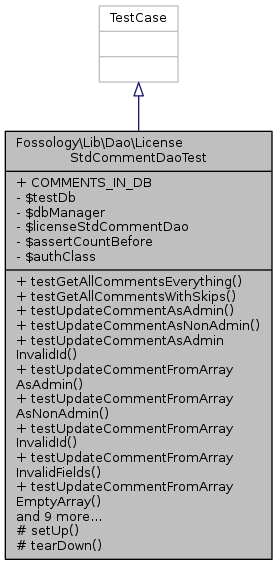 TestCase
Fossology\Lib\Dao\License
StdCommentDaoTest
+ COMMENTS_IN_DB
- $testDb
- $dbManager
- $licenseStdCommentDao
- $assertCountBefore
- $authClass
+ testGetAllCommentsEverything()
+ testGetAllCommentsWithSkips()
+ testUpdateCommentAsAdmin()
+ testUpdateCommentAsNonAdmin()
+ testUpdateCommentAsAdmin
InvalidId()
+ testUpdateCommentFromArray
AsAdmin()
+ testUpdateCommentFromArray
AsNonAdmin()
+ testUpdateCommentFromArray
InvalidId()
+ testUpdateCommentFromArray
InvalidFields()
+ testUpdateCommentFromArray
EmptyArray()
and 9 more...
# setUp()
# tearDown()